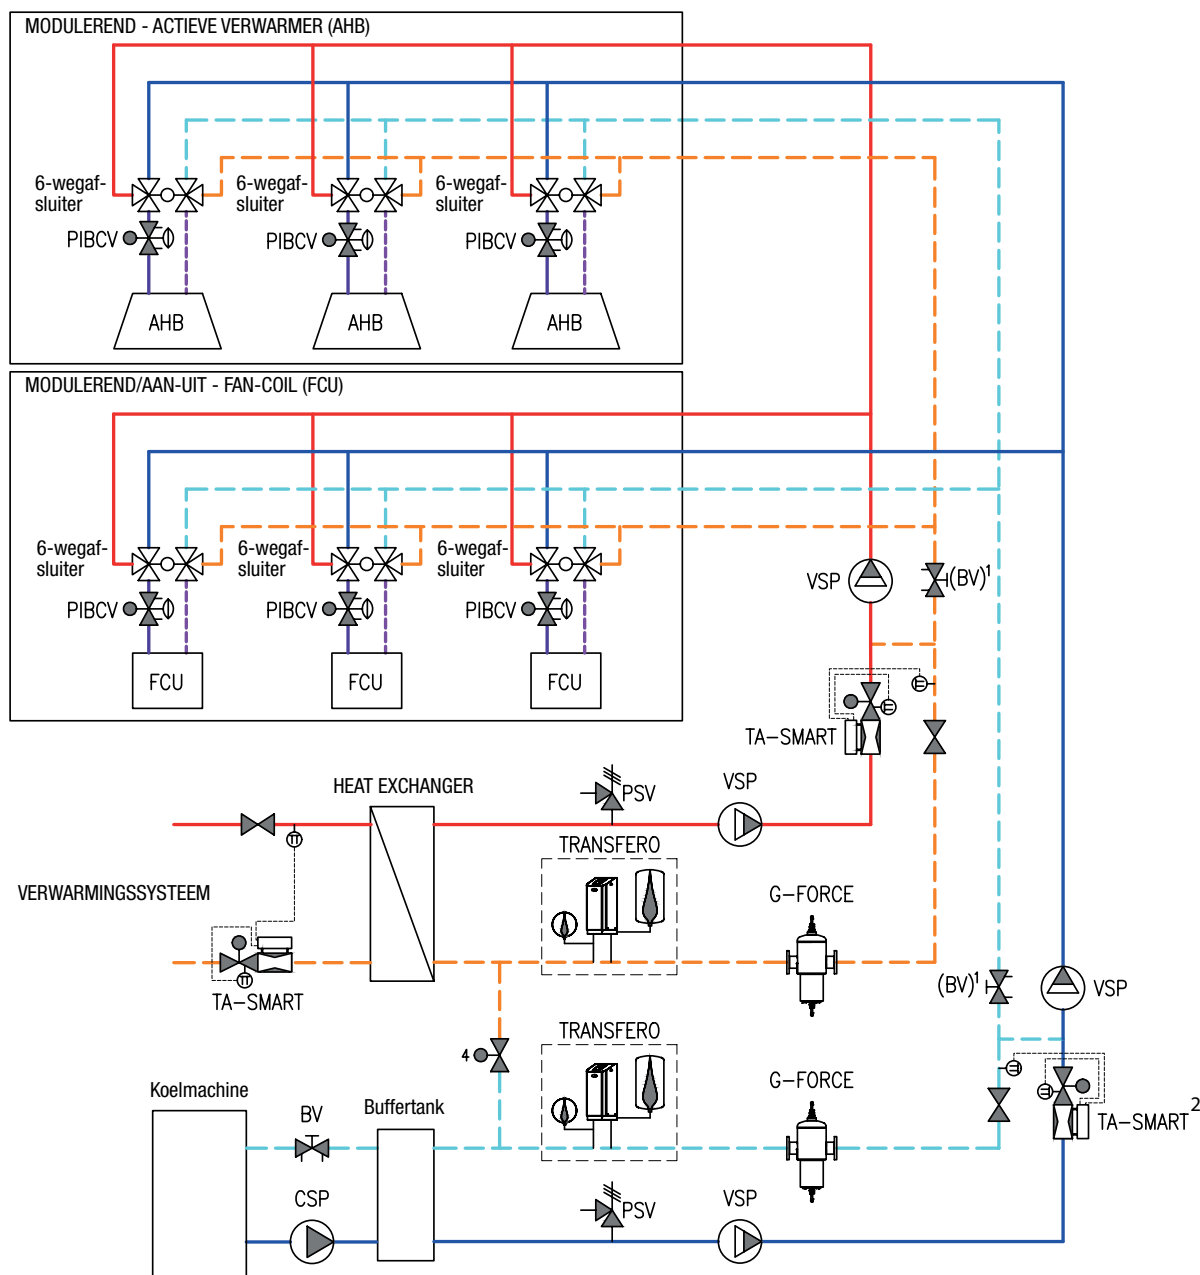 MODULEREND - ACTIEVE VERWARMER (AHB)
6-wegaf-
sluiter
6-wegaf-
sluiter
6-wegaf-
sluiter
PIBCV
PIBCV
PIBCV
AHB
AHB
AHB
MODULEREND/AAN-UIT - FAN-COIL (FCU)
6-wegaf-
sluiter
6-wegaf-
sluiter
6-wegaf-
sluiter
PIBCV
PIBCV
PIBCV
FCU
FCU
FCU
VSP
(BV)¹
TA-SMART
HEAT EXCHANGER
PSV
VSP
TRANSFERO
VERWARMINGSSYSTEEM
G-FORCE
TA-SMART
(BV)¹
VSP
TRANSFERO
4
G-FORCE
Koelmachine
Buffertank
BV
TA-SMART²
CSP
PSV
VSP